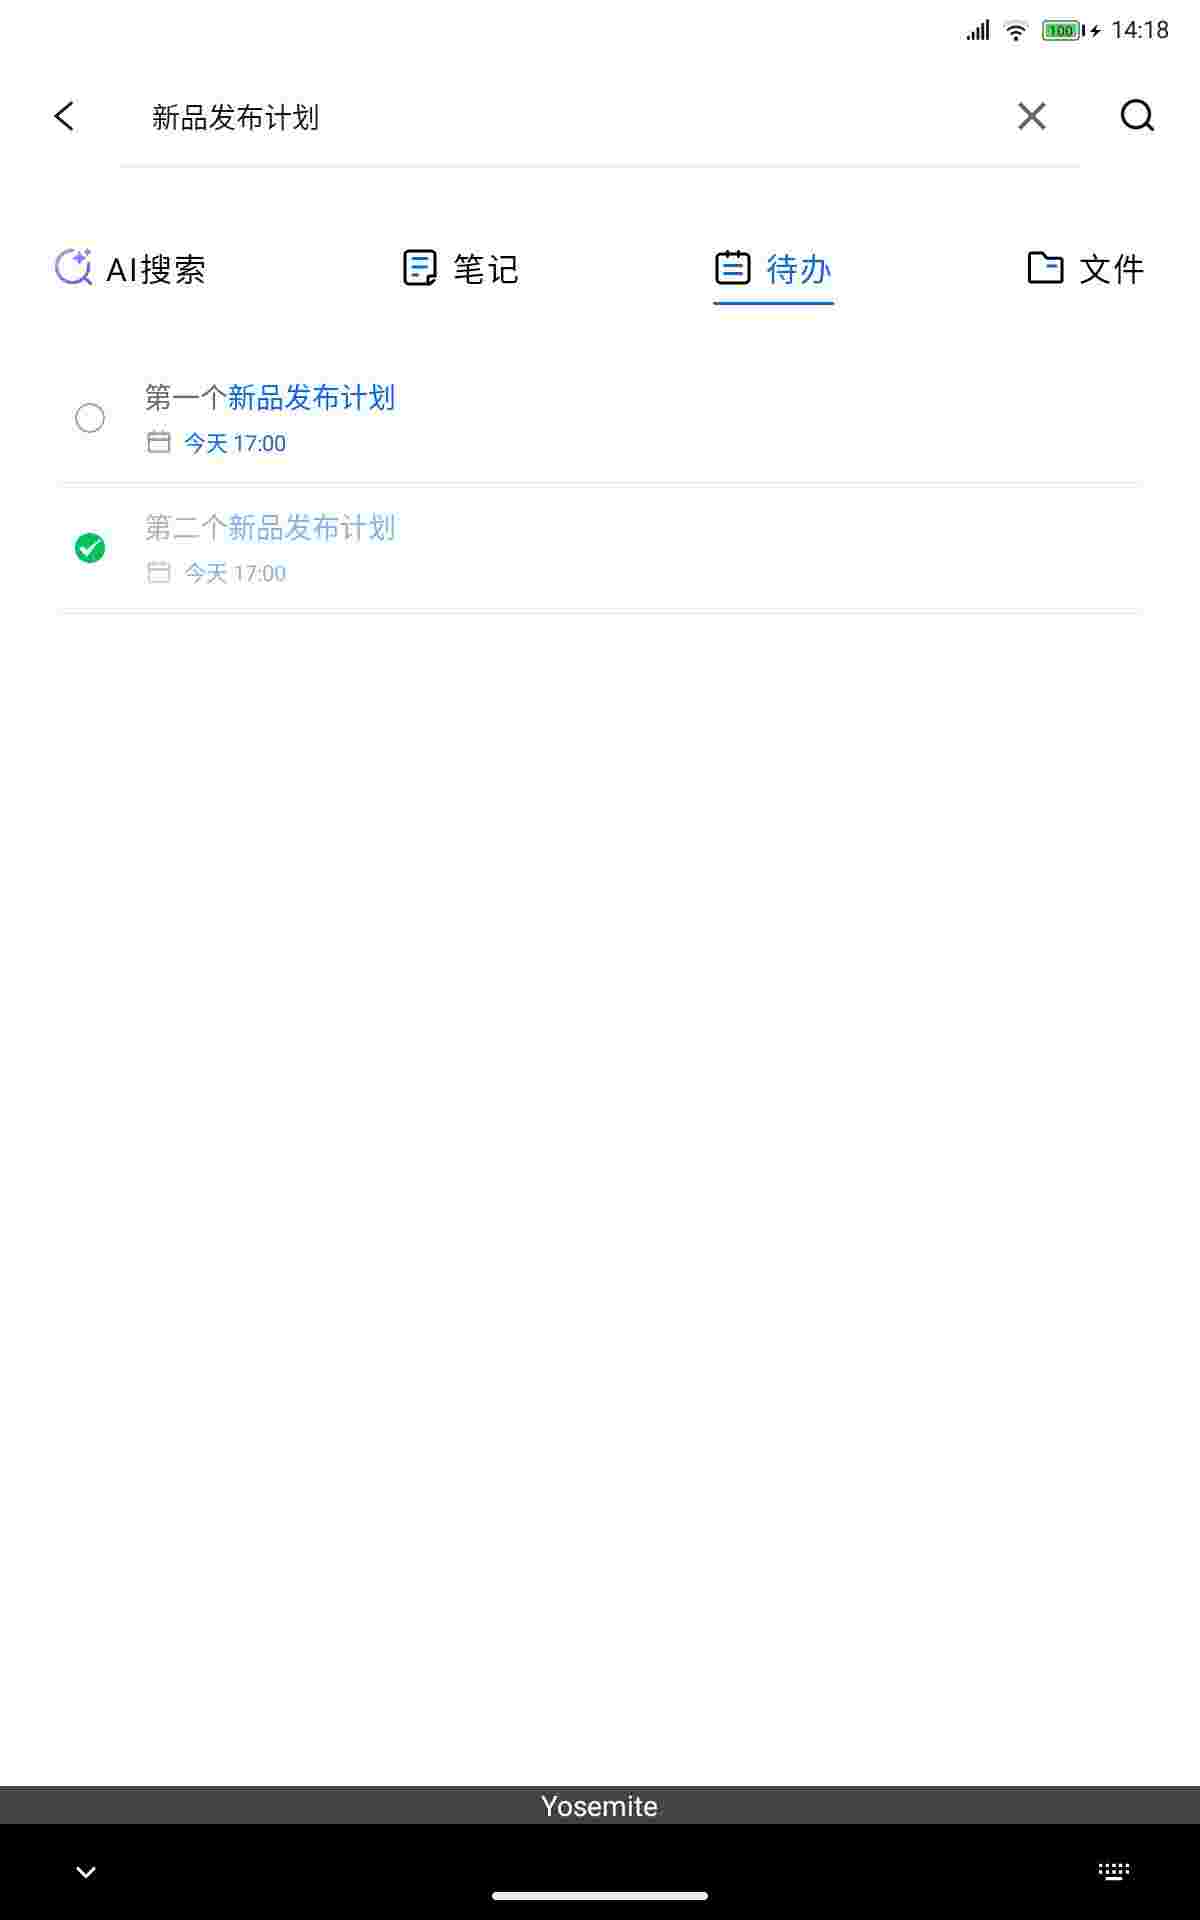 100 14:18
新品发布计划
AI搜索 笔记 待办 文件
第一个新品发布计划
今天 17:00
第二个新品发布计划
今天 17:00
Yosemite